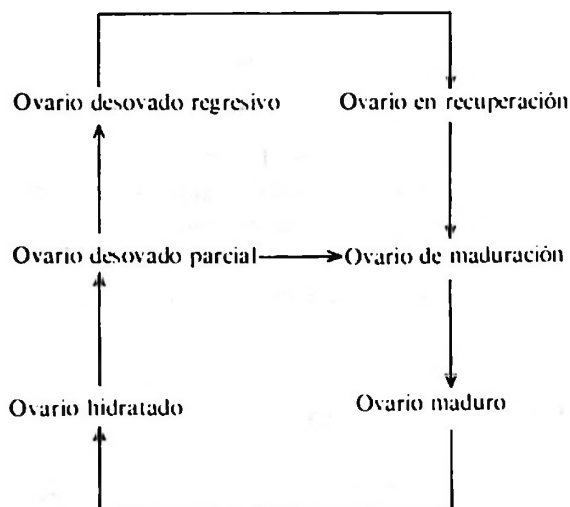 Ovario desovado regresivo Ovario en recuperación
Ovario desovado parcial Ovario de maduración
Ovario hidratado Ovario maduro